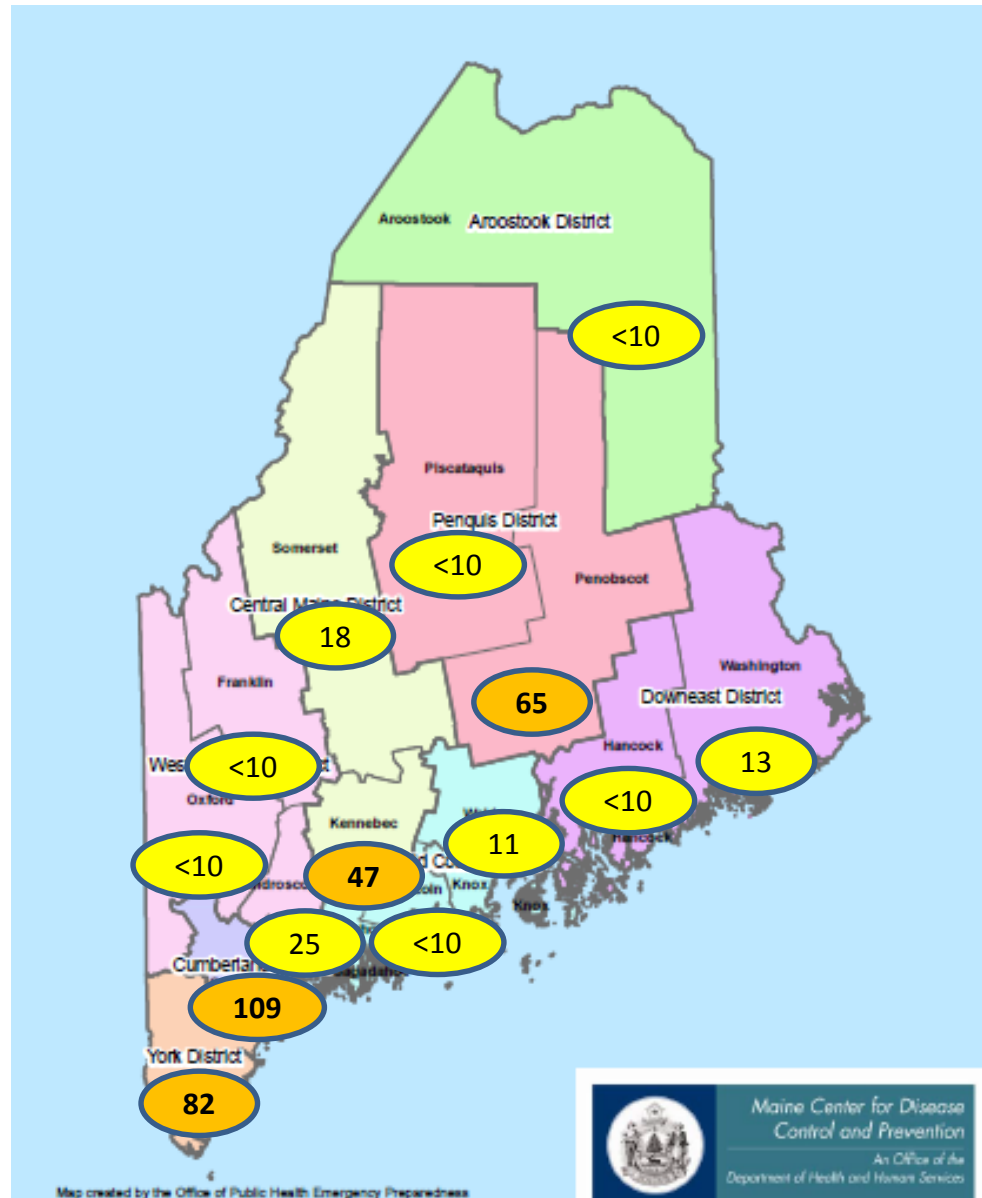 Aroostook
Aroostook District
<10
Piscataquis
Penquis District
<10
Somerset
Penobscot
Central Maine District
18
Washington
Franklin
Downeast District
65
Hancock
13
<10
<10
Oxford
Kennebec
11
Hancock
<10
47
Knox
Knox
25
<10
Cumberland
109
York District
82
Maine Center for Disease
Control and Prevention
An Office of the
Department of Health and Human Services
Map created by the Office of Public Health Emergency Preparedness